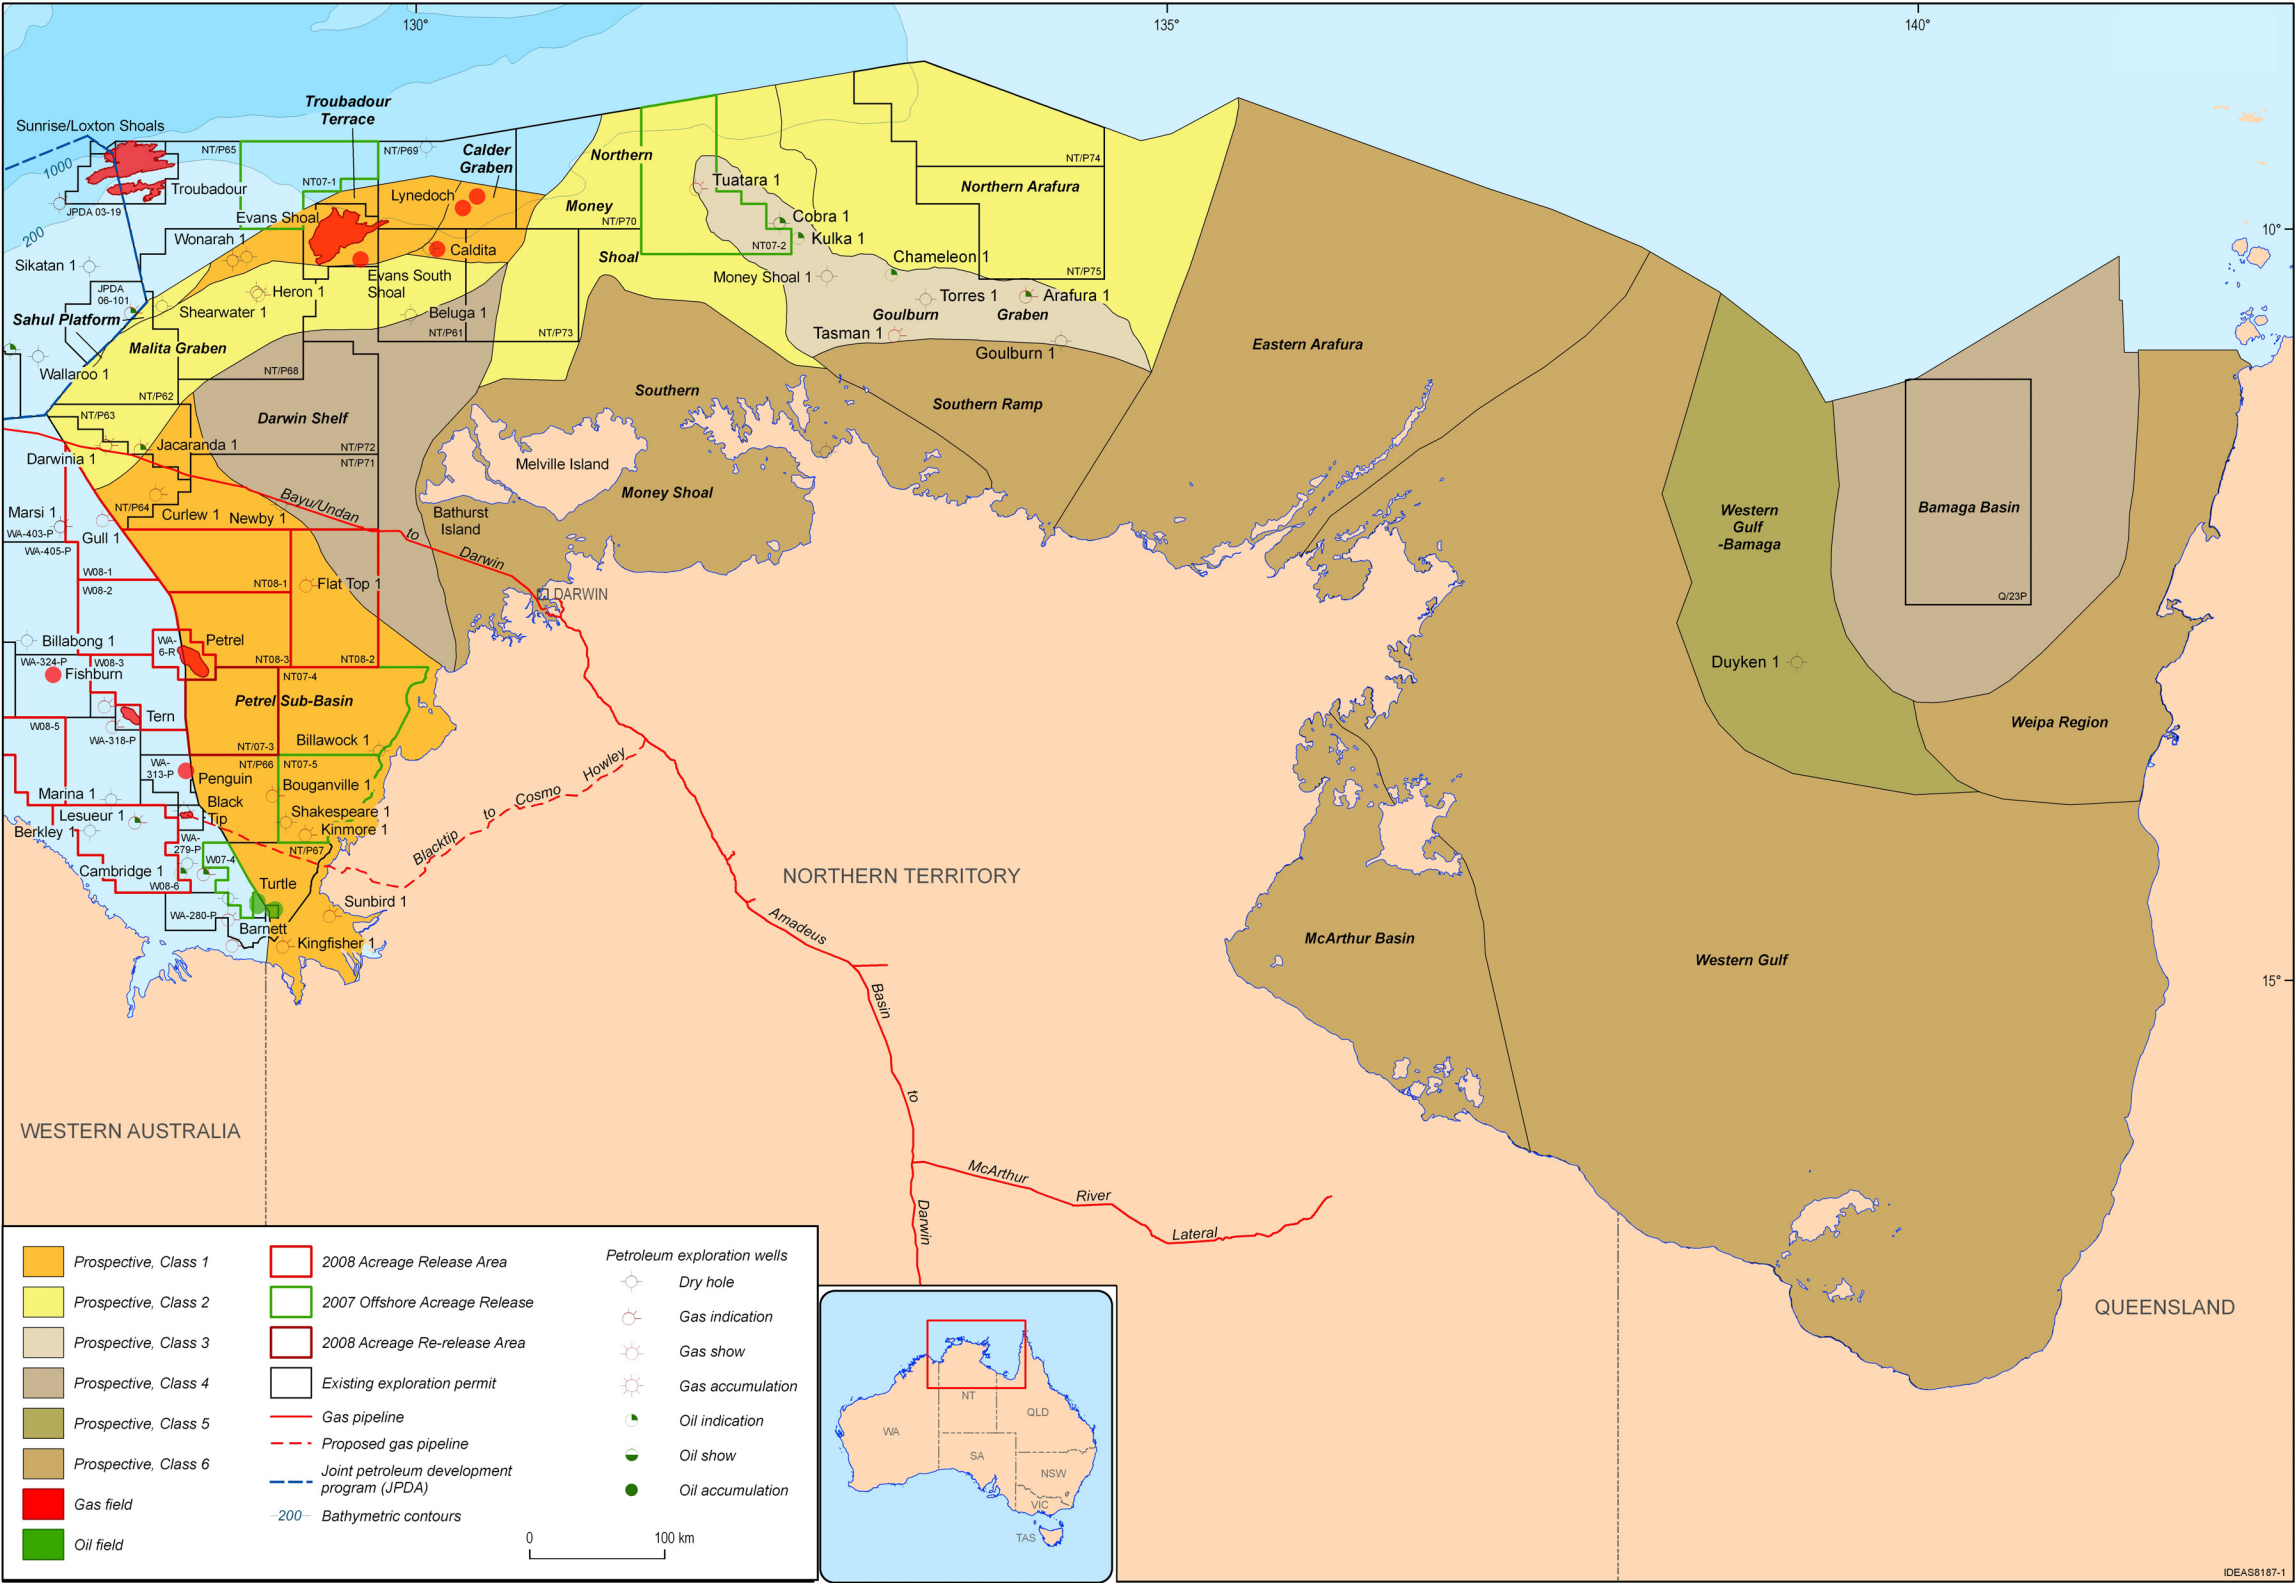 130°
135°
140°
10°
15°
Troubadour
Terrace
Sunrise/Loxton Shoals
1000
200
NT/P65
NT/P69
Calder
Graben
Northern
NT/P74
Northern Arafura
Troubadour
NT07-1
Lynedoch
Tuatara 1
JPDA 03-19
Evans Shoal
Money
NT/P70
Cobra 1
Kulka 1
NT07-2
Wonarah 1
Caldita
Shoal
Chameleon 1
Sikatan 1
Evans South
Shoal
Money Shoal 1
NT/P75
JPDA
06-101
Heron 1
Torres 1
Arafura 1
Sahul Platform
Shearwater 1
Beluga 1
Goulburn
Graben
NT/P61
NT/P73
Tasman 1
Malita Graben
Goulburn 1
Eastern Arafura
Wallaroo 1
NT/P68
Southern
NT/P62
Southern Ramp
NT/P63
Darwin Shelf
Jacaranda 1
NT/P72
NT/P71
Darwinia 1
Melville Island
Money Shoal
Bayu/Undan
to
Darwin
NT/P64
Curlew 1
Newby 1
Bathurst
Island
Marsi 1
WA-403-P
Gull 1
WA-405-P
Western
Gulf
-Bamaga
Bamaga Basin
W08-1
W08-2
NT08-1
Flat Top 1
DARWIN
Q/23P
Billabong 1
WA-
6-R
Petrel
WA-324-P
W08-3
NT08-3
NT08-2
Fishburn
NT07-4
Duyken 1
Petrel Sub-Basin
Tern
W08-5
WA-318-P
Weipa Region
NT/07-3
Billawock 1
WA-
313-P
NT/P66
NT07-5
Penguin
Bouganville 1
Marina 1
Black
Tip
Shakespeare 1
Lesueur 1
Kinmore 1
Berkley 1
WA-
279-P
W07-4
NT/P67
Blacktip
to
Cosmo
Howley
Cambridge 1
W08-6
Turtle
NORTHERN TERRITORY
WA-280-P
Sunbird 1
Barnett
Kingfisher 1
Amadeus
Basin
to
Darwin
McArthur Basin
Western Gulf
WESTERN AUSTRALIA
McArthur
River
Lateral
QUEENSLAND
Prospective, Class 1
Prospective, Class 2
Prospective, Class 3
Prospective, Class 4
Prospective, Class 5
Prospective, Class 6
Gas field
Oil field
2008 Acreage Release Area
2007 Offshore Acreage Release
2008 Acreage Re-release Area
Existing exploration permit
Gas pipeline
Proposed gas pipeline
Joint petroleum development
program (JPDA)
200
Bathymetric contours
Petroleum exploration wells
Dry hole
Gas indication
Gas show
Gas accumulation
Oil indication
Oil show
Oil accumulation
0
100 km
WA
NT
QLD
SA
NSW
VIC
TAS
IDEAS8187-1